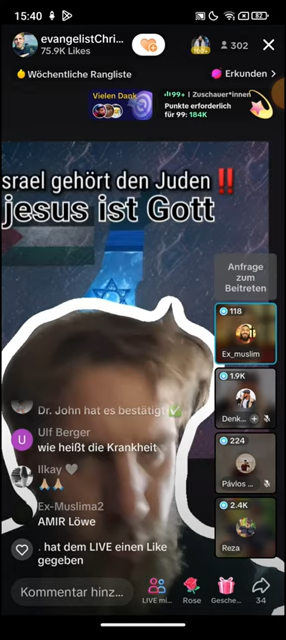 15:40
82
evangelistChri...
75.9K Likes
302
Wöchentliche Rangliste
Erkunden >
Vielen Dank
99+ | Zuschauer*innen
Punkte erforderlich
für 99: 184K
srael gehört den Juden ‼️
jesus ist Gott
Anfrage
zum
Beitreten
118
Ex_muslim
1.9K
Denk...
224
Pávlos ...
2.4K
Reza
Dr. John hat es bestätigt ✅
U
Ulf Berger
wie heißt die Krankheit
Ilkay 🤍
🙏🙏
Ex-Muslima2
AMIR Löwe
. hat dem LIVE einen Like
gegeben
Kommentar hinz...
LIVE mi...
Rose
Gesche...
34